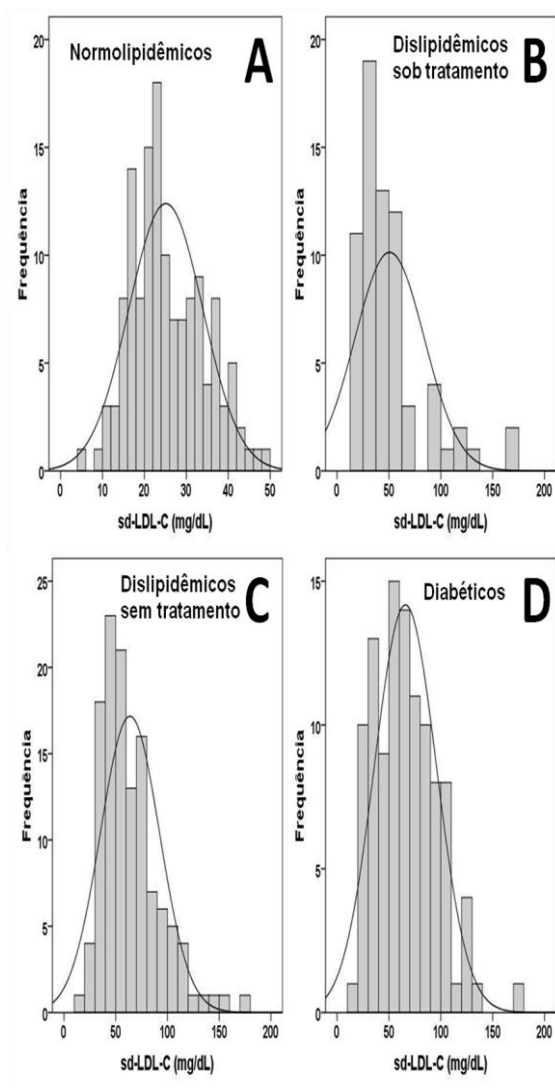 Normolipidêmicos
A
Frequência
20
15
10
5
0
0 10 20 30 40 50
sd-LDL-C (mg/dL)
Dislipidêmicos
sob tratamento
B
Frequência
20
15
10
5
0
0 50 100 150 200
sd-LDL-C (mg/dL)
Dislipidêmicos
sem tratamento
C
Frequência
25
20
15
10
5
0
0 50 100 150 200
sd-LDL-C (mg/dL)
Diabéticos
D
Frequência
15
10
5
0
0 50 100 150 200
sd-LDL-C (mg/dL)